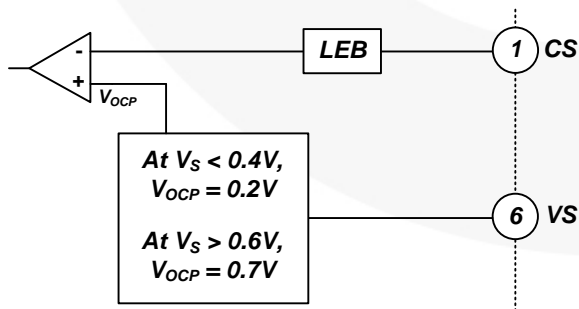 - LEB 1 CS
+
VOCP
At VS < 0.4V,
VOCP = 0.2V
6 VS
At VS > 0.6V,
VOCP = 0.7V